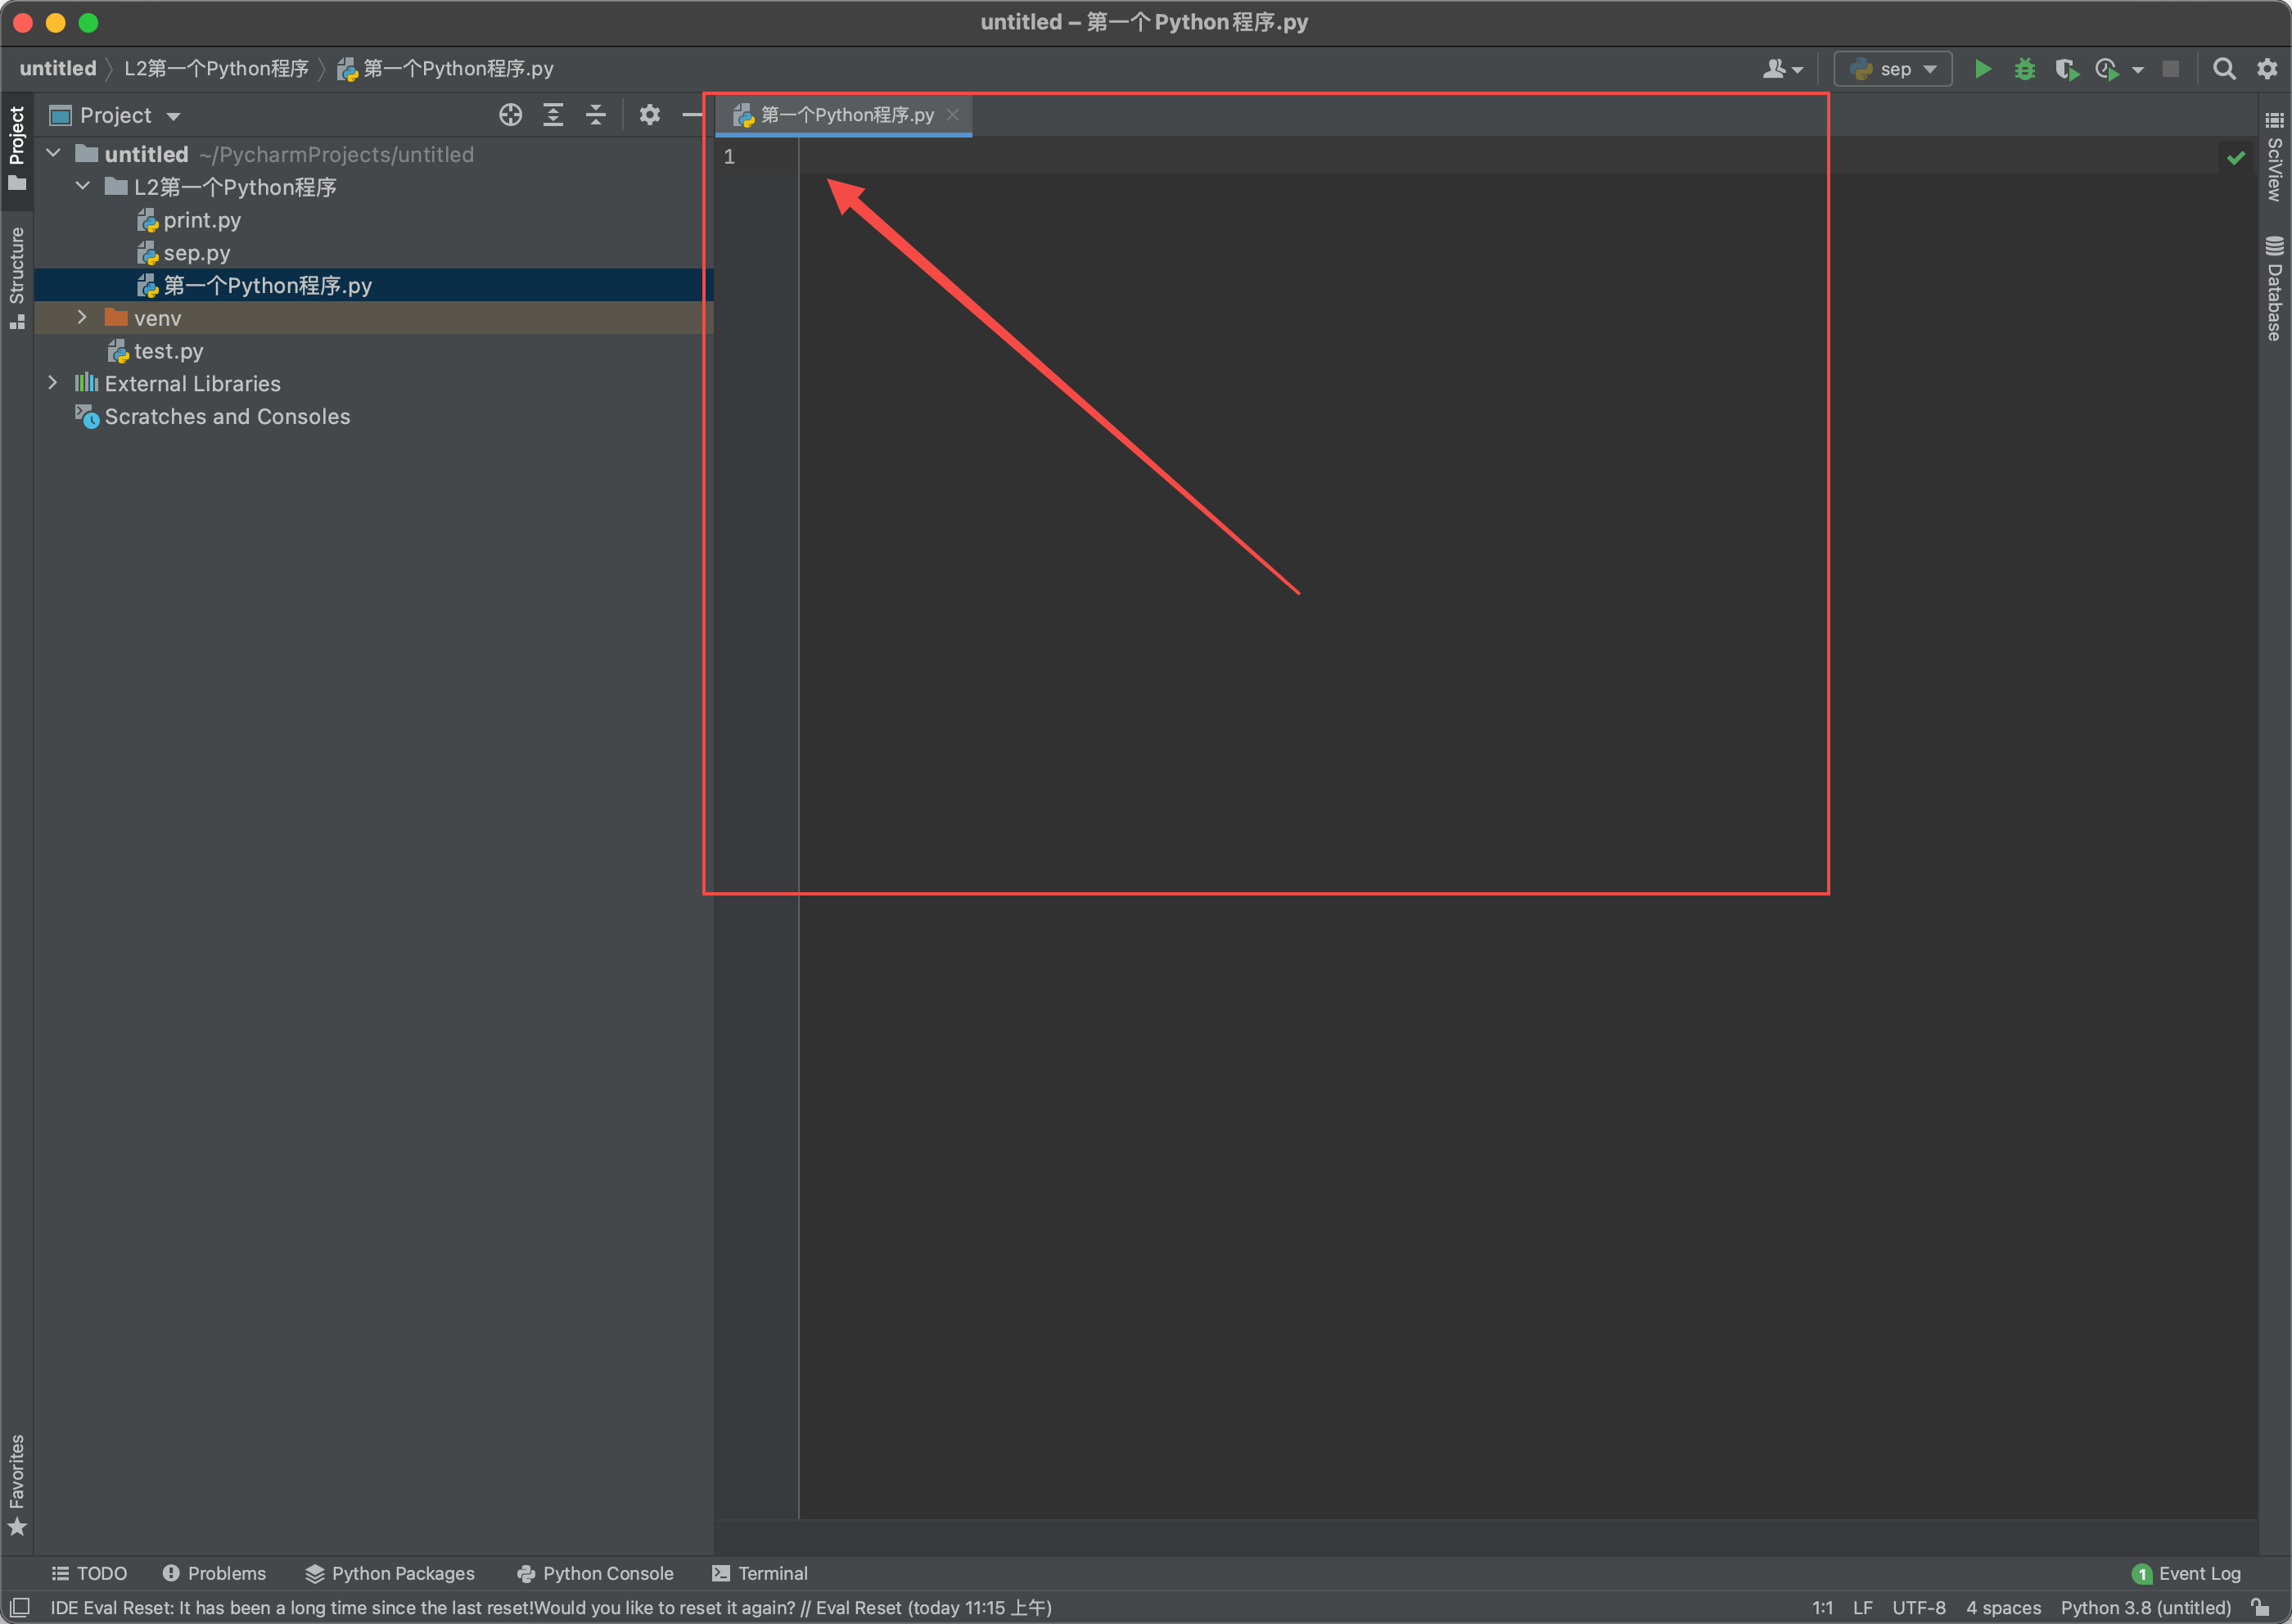 untitled – 第一个Python程序.py
untitled L2第一个Python程序 第一个Python程序.py
sep
Project
Project
第一个Python程序.py
1
untitled ~/PycharmProjects/untitled
L2第一个Python程序
print.py
sep.py
第一个Python程序.py
venv
test.py
External Libraries
Scratches and Consoles
Structure
Favorites
SciView
Database
TODO Problems Python Packages Python Console Terminal
1 Event Log
IDE Eval Reset: It has been a long time since the last reset!Would you like to reset it again? // Eval Reset (today 11:15 上午)
1:1 LF UTF-8 4 spaces Python 3.8 (untitled)